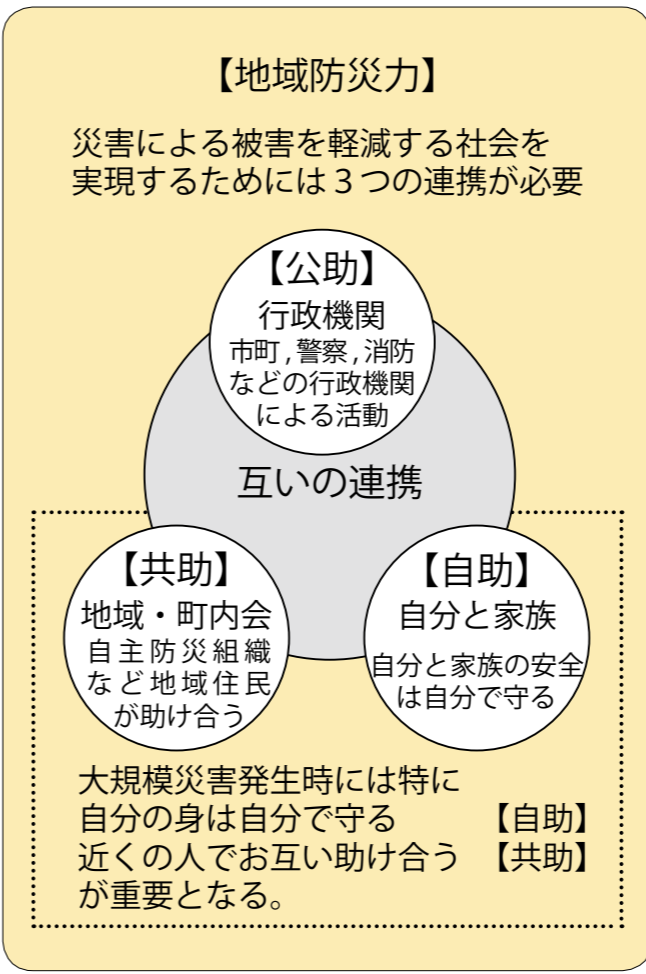 【地域防災力】
災害による被害を軽減する社会を
実現するためには３つの連携が必要
【公助】
行政機関
市町,警察,消防
などの行政機関
による活動
互いの連携
【共助】
地域・町内会
自主防災組織
など地域住民
が助け合う
【自助】
自分と家族
自分と家族の安全
は自分で守る
大規模災害発生時には特に
自分の身は自分で守る 【自助】
近くの人でお互い助け合う 【共助】
が重要となる。